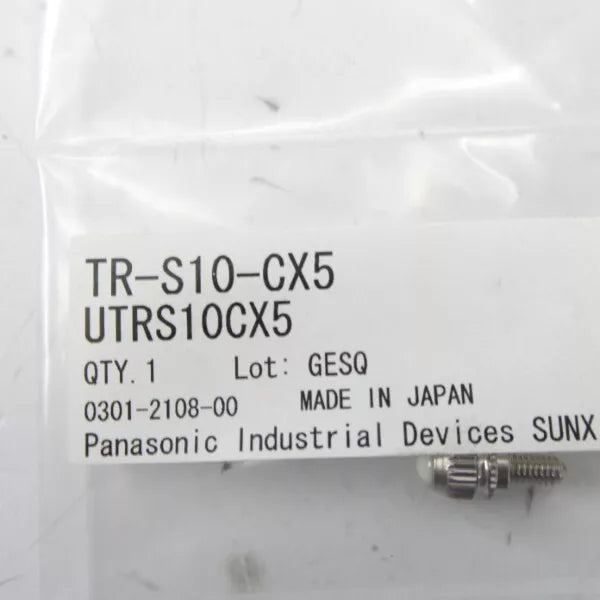 TR-S10-CX5
UTRS10CX5
QTY. 1 Lot: GESQ
0301-2108-00 MADE IN JAPAN
Panasonic Industrial Devices SUNX